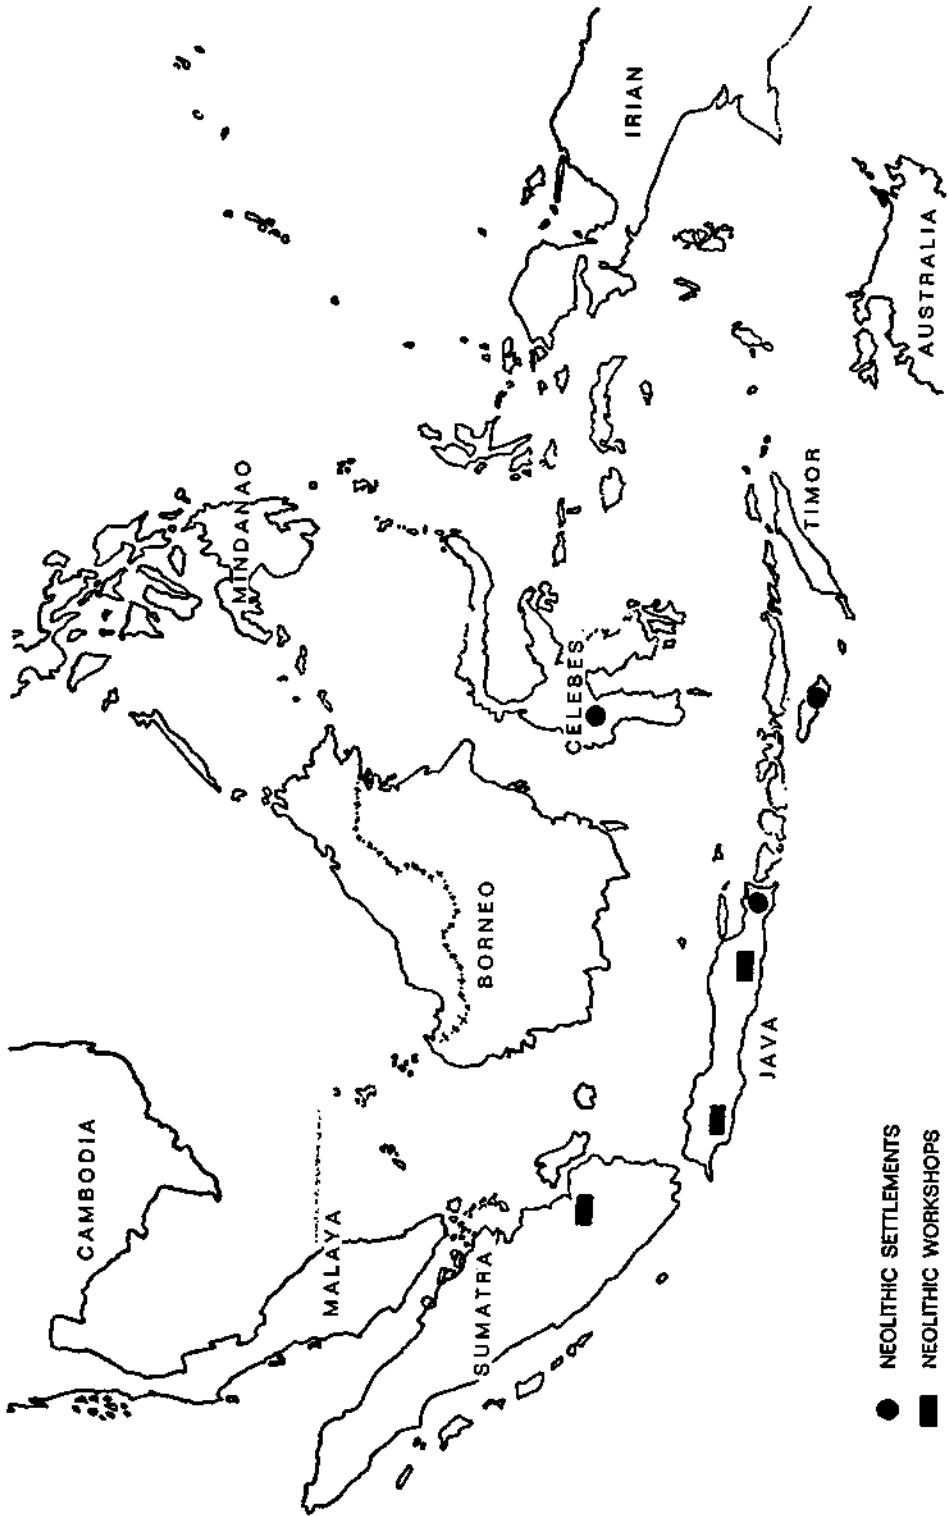 CAMBODIA
MINDANAO
MALAYA
BORNEO
CELEBES
IRIAN
SUMATRA
JAVA
TIMOR
AUSTRALIA
NEOLITHIC SETTLEMENTS
NEOLITHIC WORKSHOPS